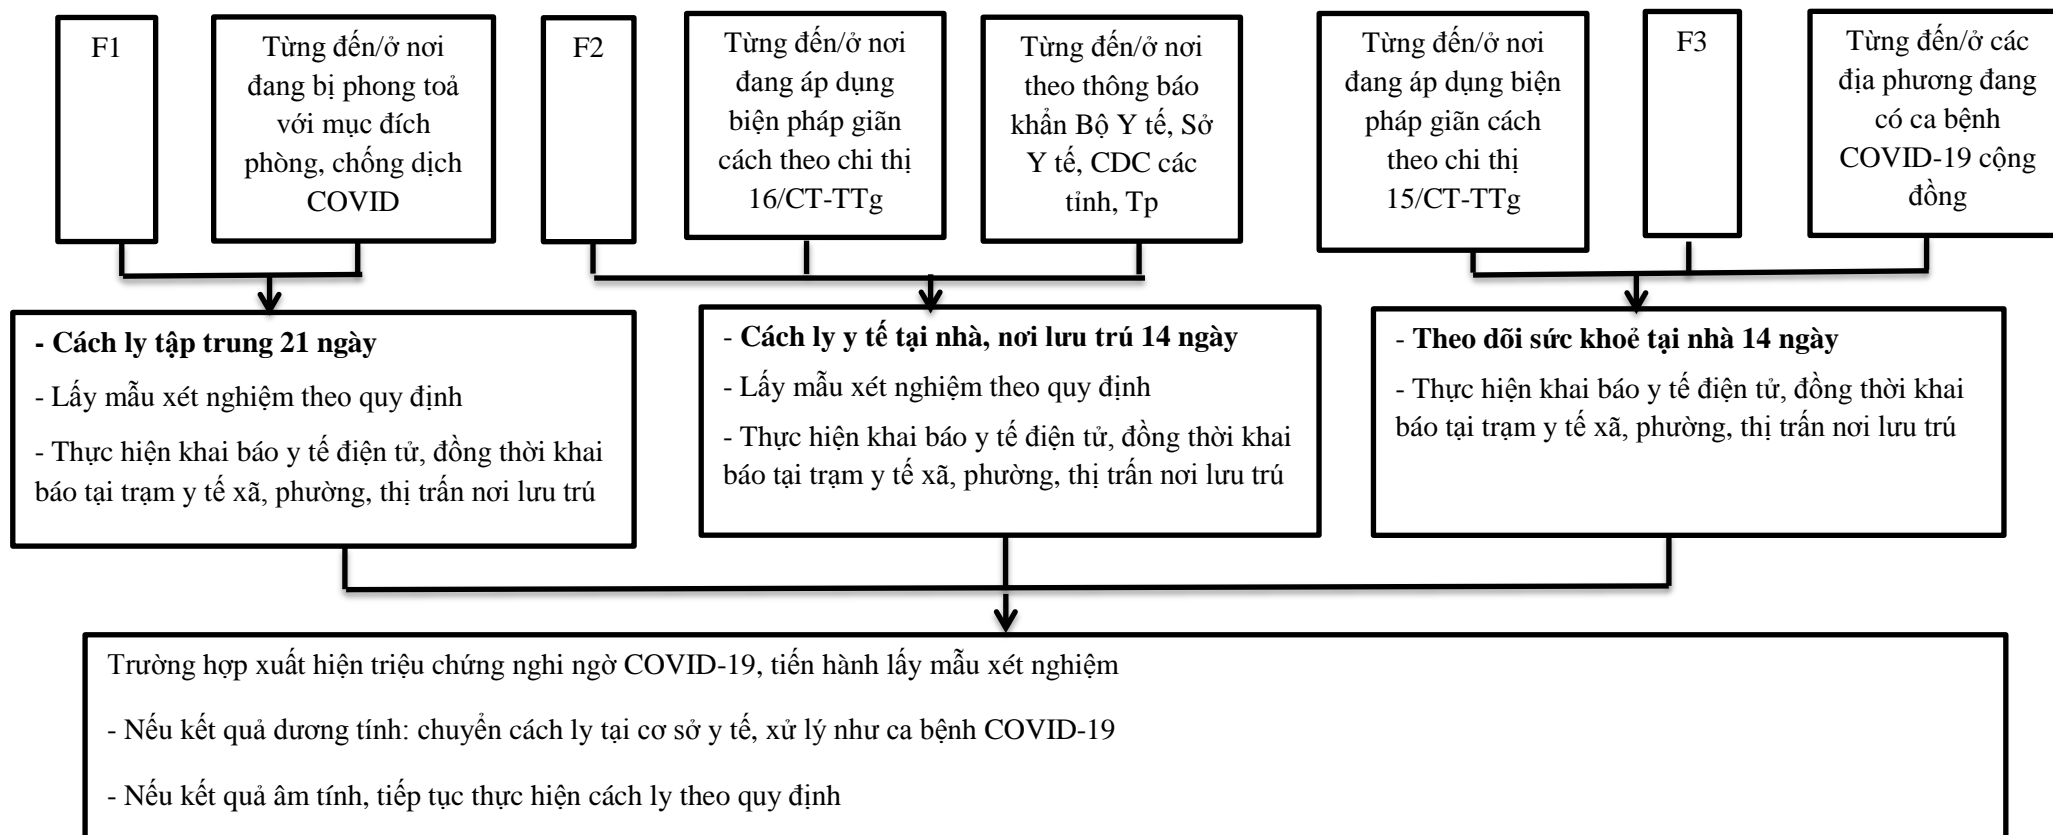 F1
Từng đến/ở nơi
đang bị phong toả
với mục đích
phòng, chống dịch
COVID
F2
Từng đến/ở nơi
đang áp dụng
biện pháp giãn
cách theo chi thị
16/CT-TTg
Từng đến/ở nơi
theo thông báo
khẩn Bộ Y tế, Sở
Y tế, CDC các
tỉnh, Tp
Từng đến/ở nơi
đang áp dụng biện
pháp giãn cách
theo chi thị
15/CT-TTg
F3
Từng đến/ở các
địa phương đang
có ca bệnh
COVID-19 cộng
đồng
- Cách ly tập trung 21 ngày
- Lấy mẫu xét nghiệm theo quy định
- Thực hiện khai báo y tế điện tử, đồng thời khai
báo tại trạm y tế xã, phường, thị trấn nơi lưu trú
- Cách ly y tế tại nhà, nơi lưu trú 14 ngày
- Lấy mẫu xét nghiệm theo quy định
- Thực hiện khai báo y tế điện tử, đồng thời khai
báo tại trạm y tế xã, phường, thị trấn nơi lưu trú
- Theo dõi sức khoẻ tại nhà 14 ngày
- Thực hiện khai báo y tế điện tử, đồng thời khai
báo tại trạm y tế xã, phường, thị trấn nơi lưu trú
Trường hợp xuất hiện triệu chứng nghi ngờ COVID-19, tiến hành lấy mẫu xét nghiệm
- Nếu kết quả dương tính: chuyển cách ly tại cơ sở y tế, xử lý như ca bệnh COVID-19
- Nếu kết quả âm tính, tiếp tục thực hiện cách ly theo quy định